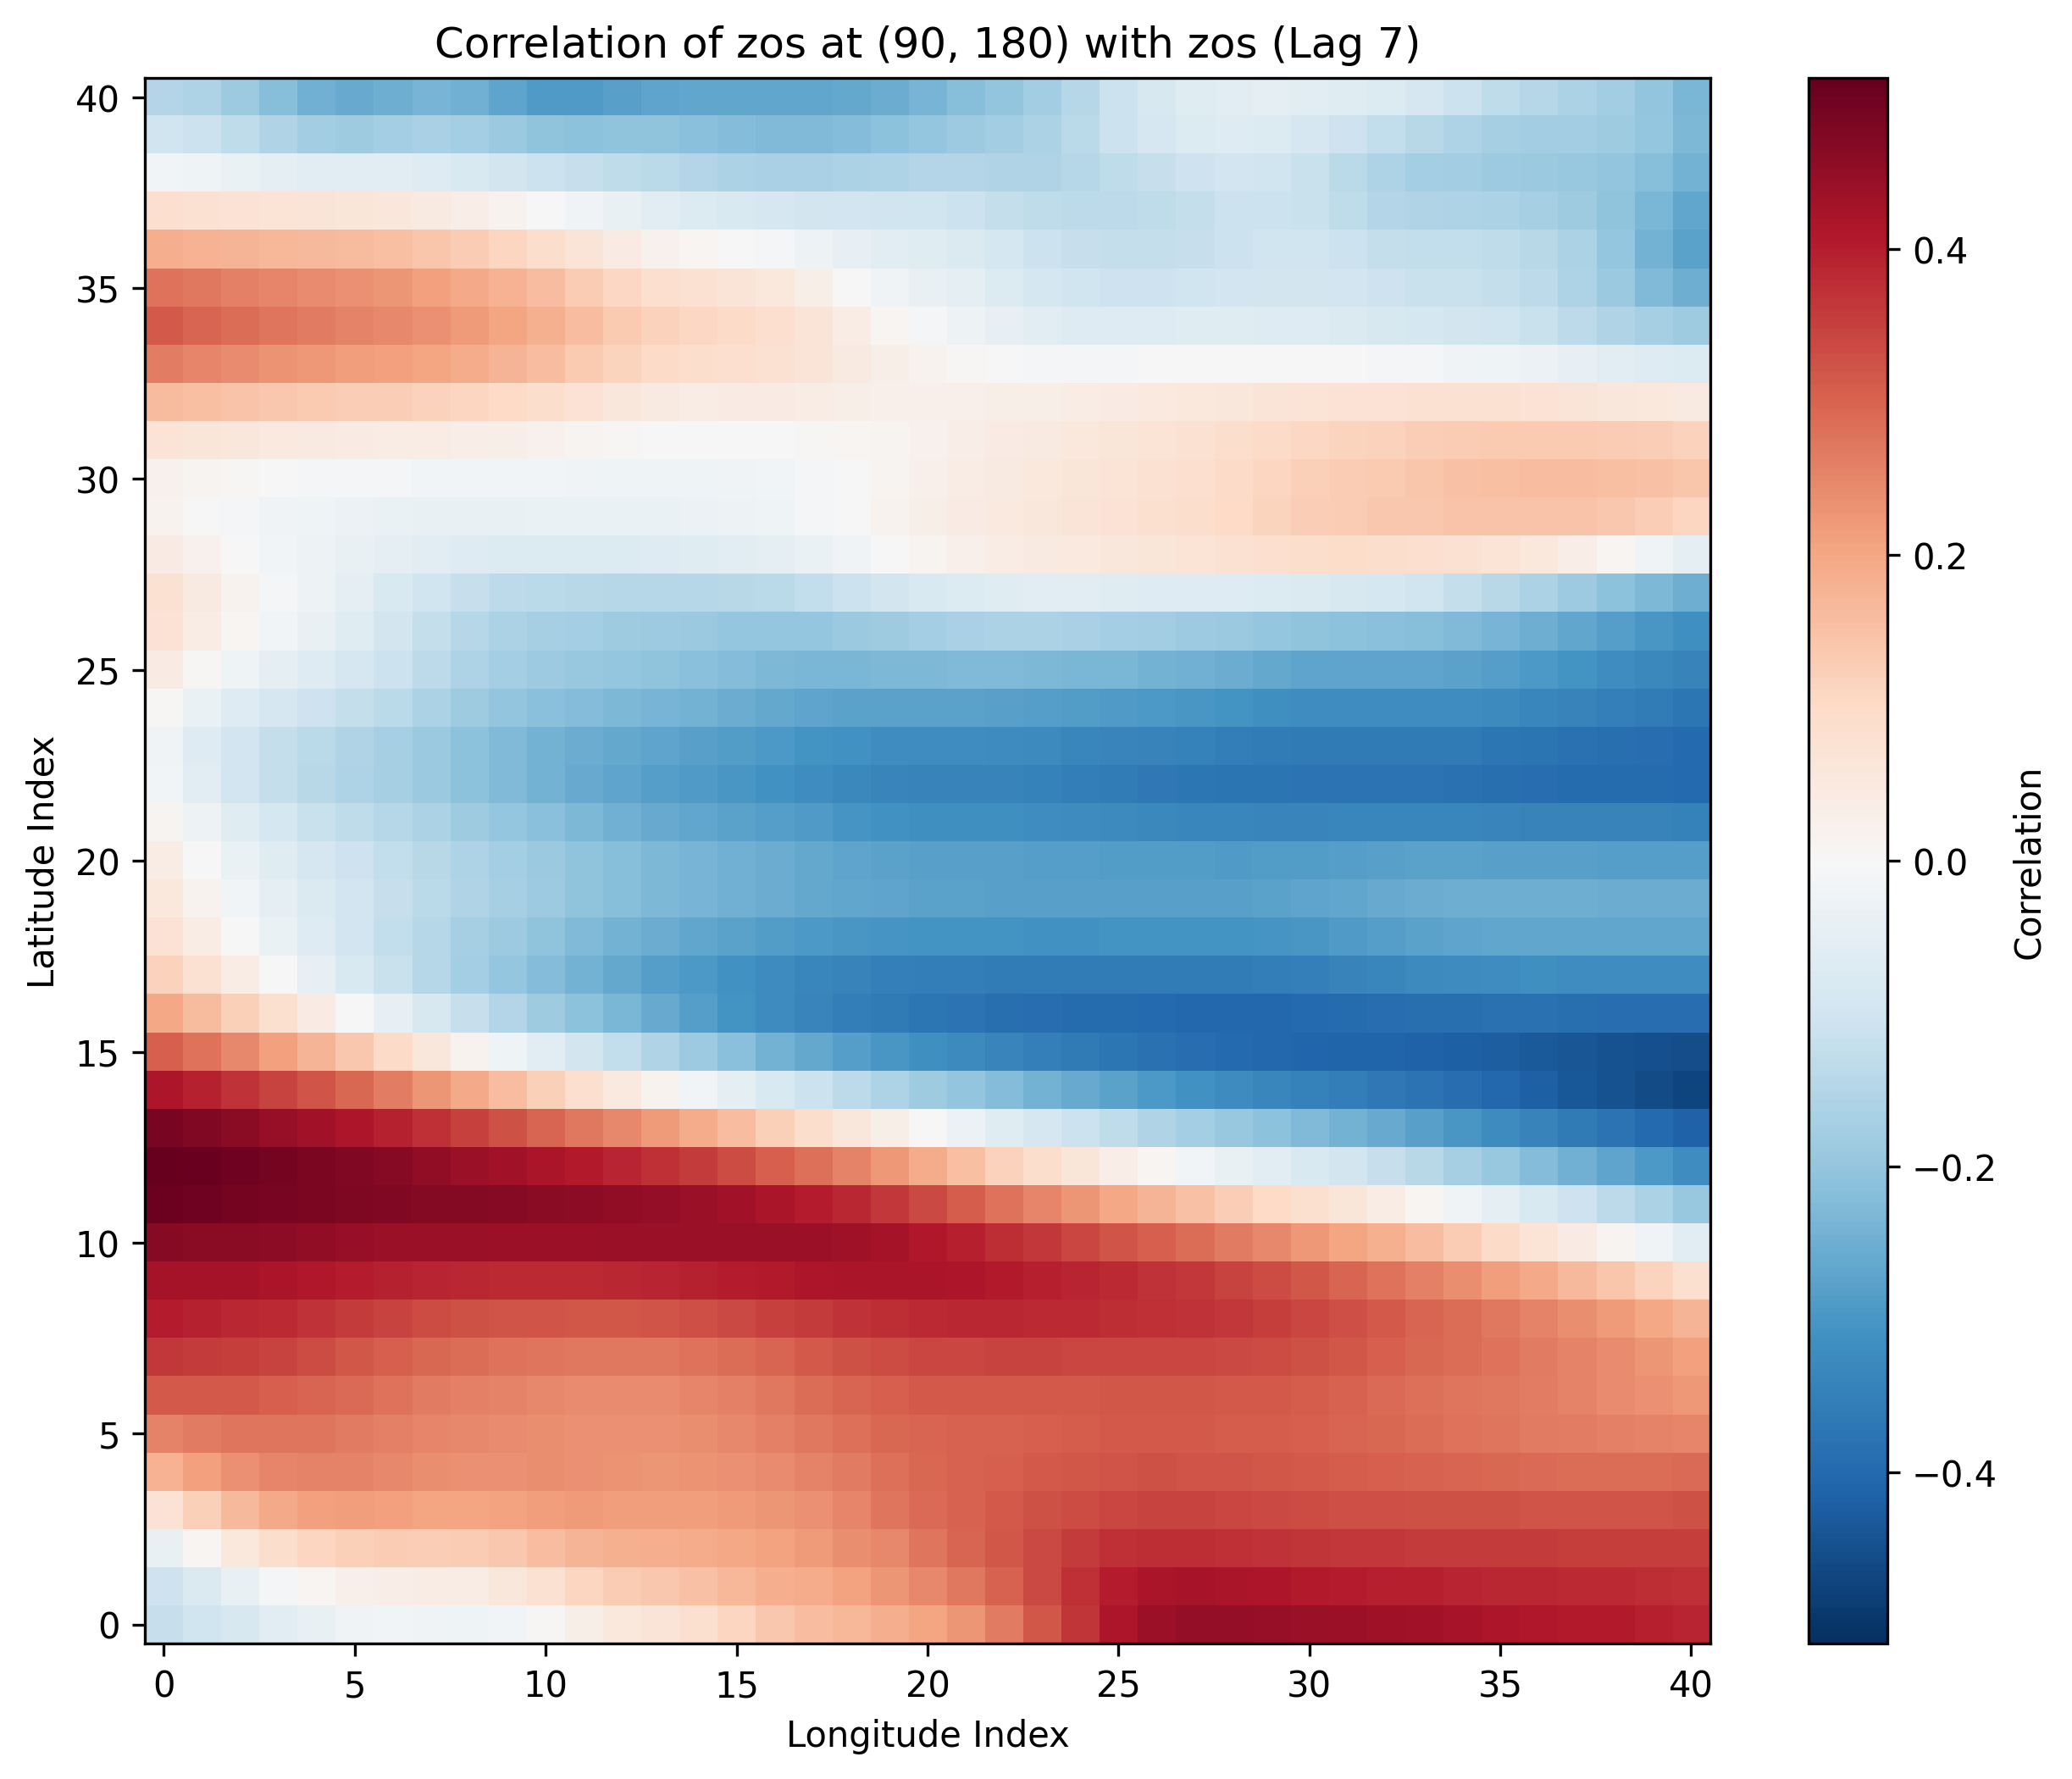 Correlation of zos at (90, 180) with zos (Lag 7)
40
35
30
25
20
15
10
5
0
Latitude Index
0 5 10 15 20 25 30 35 40
Longitude Index
0.4
0.2
0.0
−0.2
−0.4
Correlation